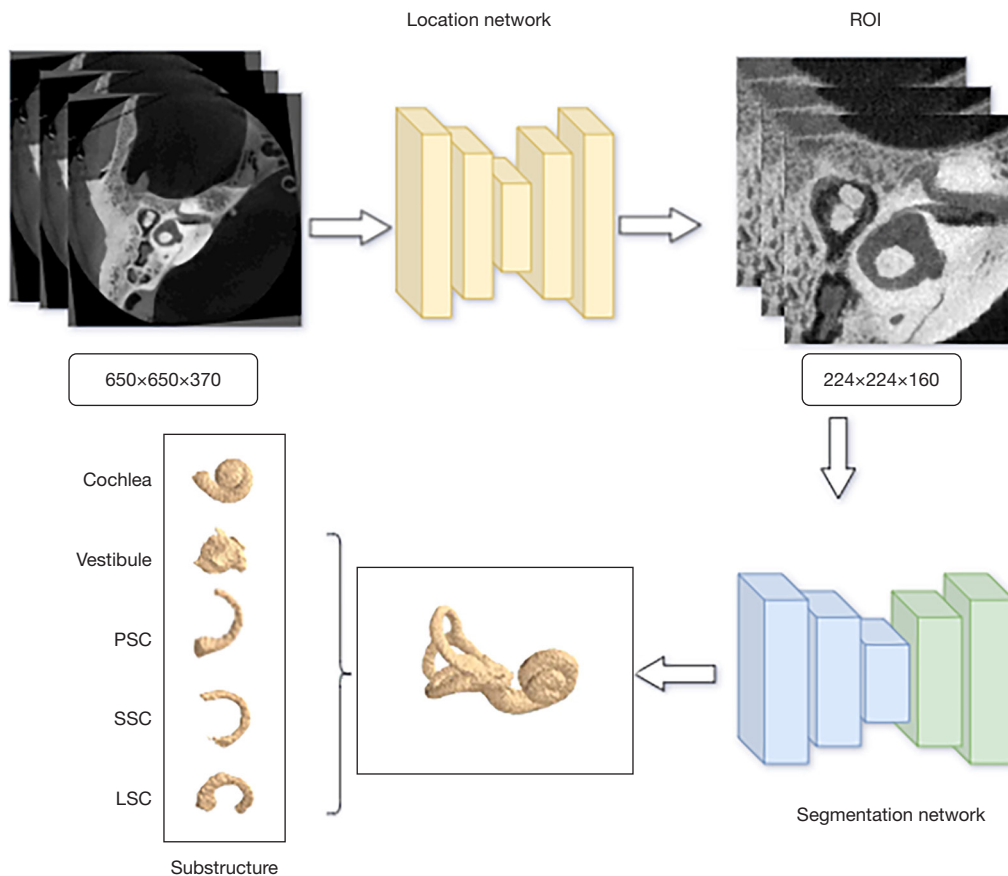 Location network
ROI
650×650×370
224×224×160
Cochlea
Vestibule
PSC
SSC
LSC
Substructure
Segmentation network